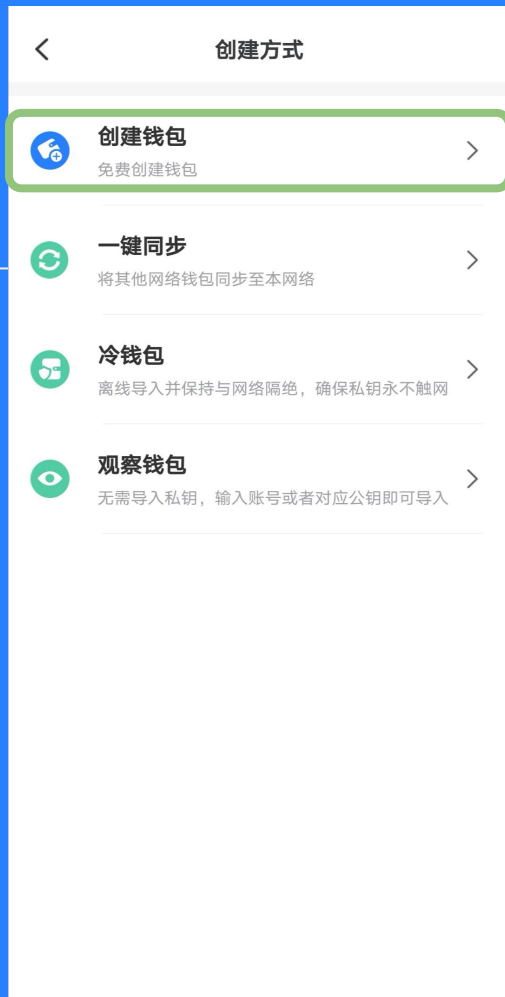 创建方式
创建钱包
免费创建钱包
一键同步
将其他网络钱包同步至本网络
冷钱包
离线导入并保持与网络隔绝，确保私钥永不触网
观察钱包
无需导入私钥，输入账号或者对应公钥即可导入